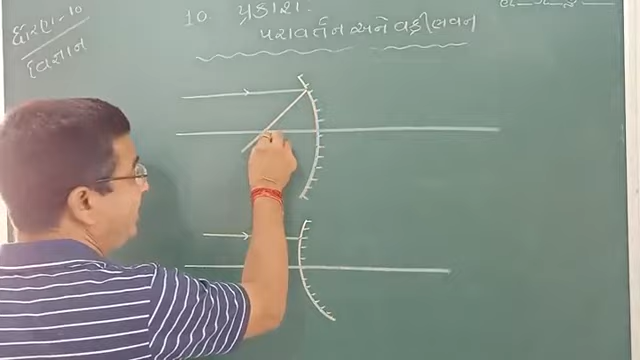 ધોરણ-10
વિજ્ઞાન
10. પ્રકાશ.
પરાવર્તન અને વક્રીભવન